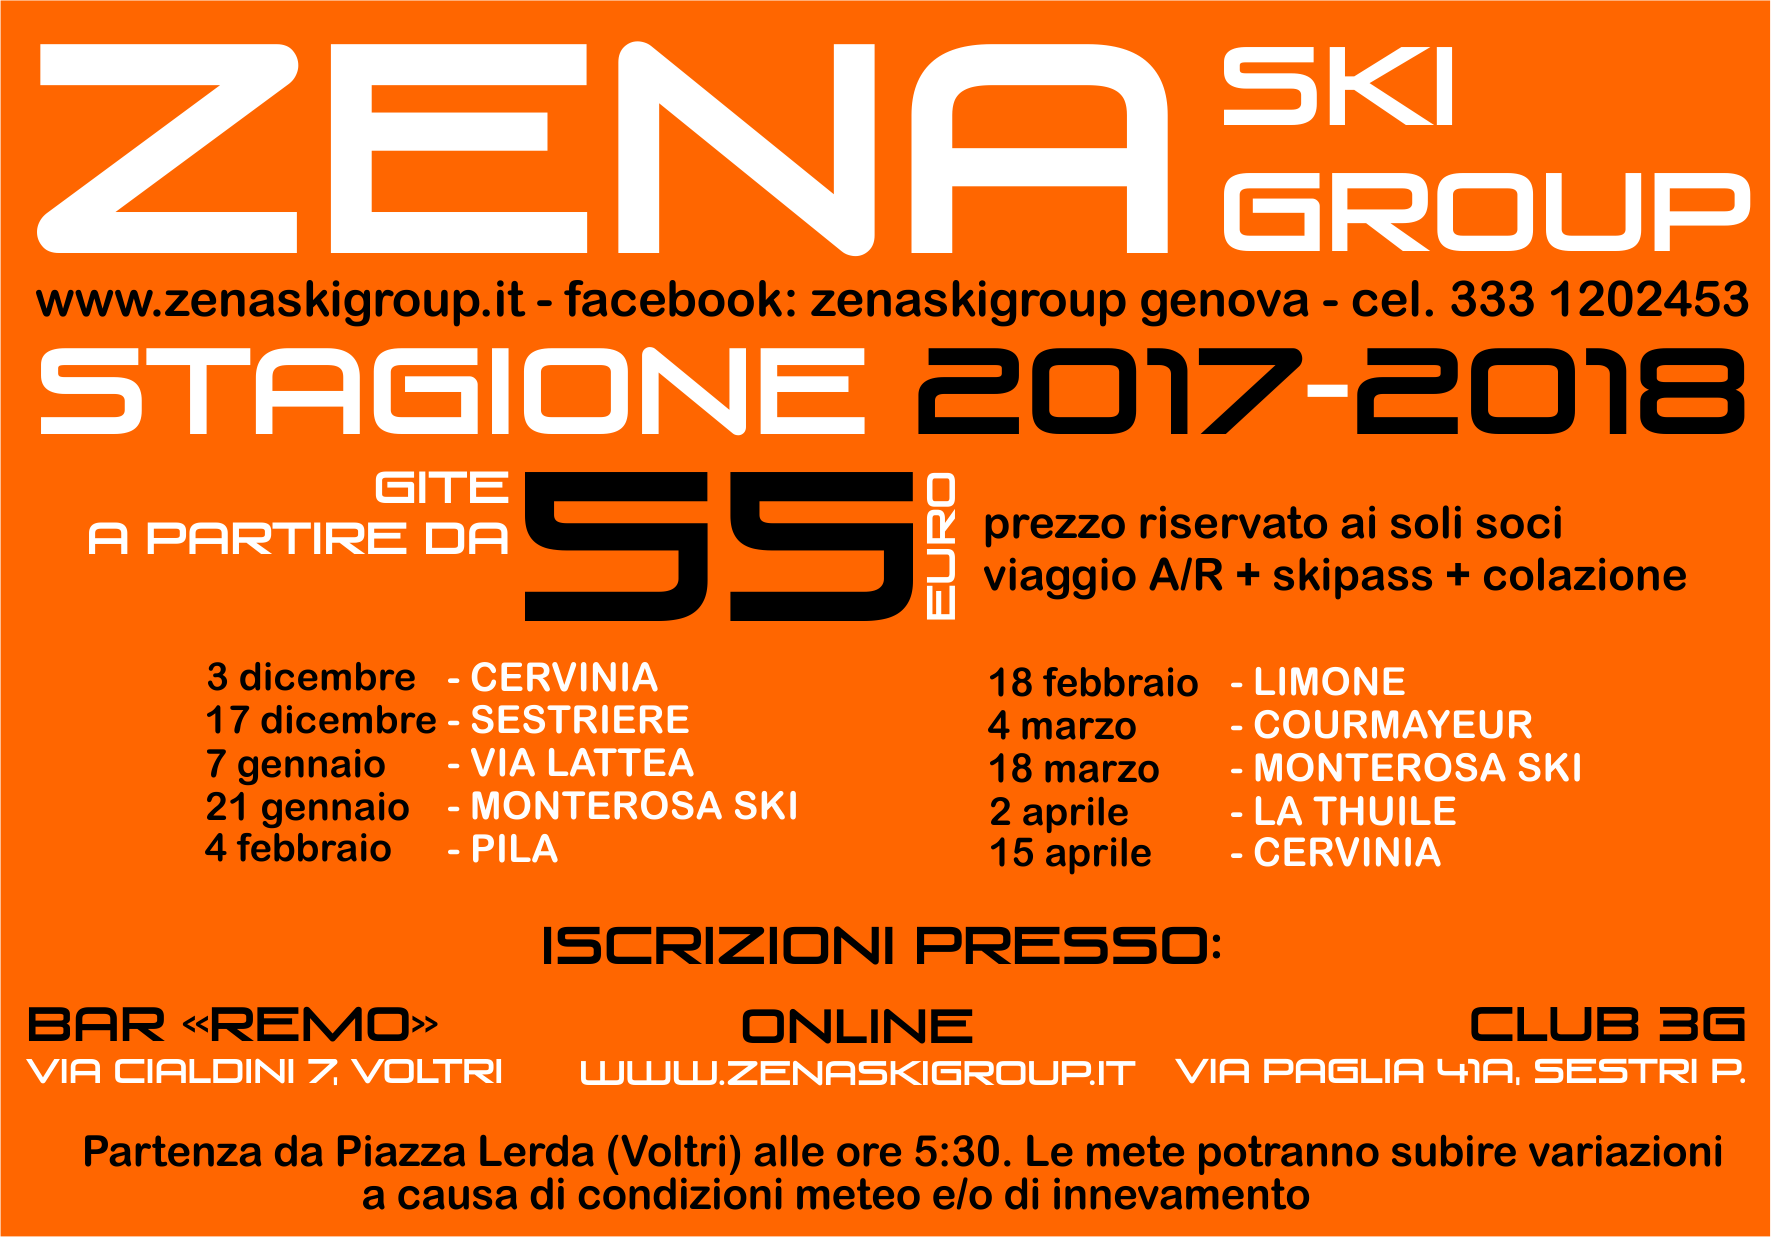 ZENA SKI GROUP
www.zenaskigroup.it - facebook: zenaskigroup genova - cel. 333 1202453
STAGIONE 2017-2018
GITE
A PARTIRE DA
55 EURO
prezzo riservato ai soli soci
viaggio A/R + skipass + colazione
3 dicembre - CERVINIA
17 dicembre - SESTRIERE
7 gennaio - VIA LATTEA
21 gennaio - MONTEROSA SKI
4 febbraio - PILA
18 febbraio - LIMONE
4 marzo - COURMAYEUR
18 marzo - MONTEROSA SKI
2 aprile - LA THUILE
15 aprile - CERVINIA
ISCRIZIONI PRESSO:
BAR «REMO»
VIA CIALDINI 7, VOLTRI
ONLINE
WWW.ZENASKIGROUP.IT
CLUB 3G
VIA PAGLIA 41A, SESTRI P.
Partenza da Piazza Lerda (Voltri) alle ore 5:30. Le mete potranno subire variazioni
a causa di condizioni meteo e/o di innevamento